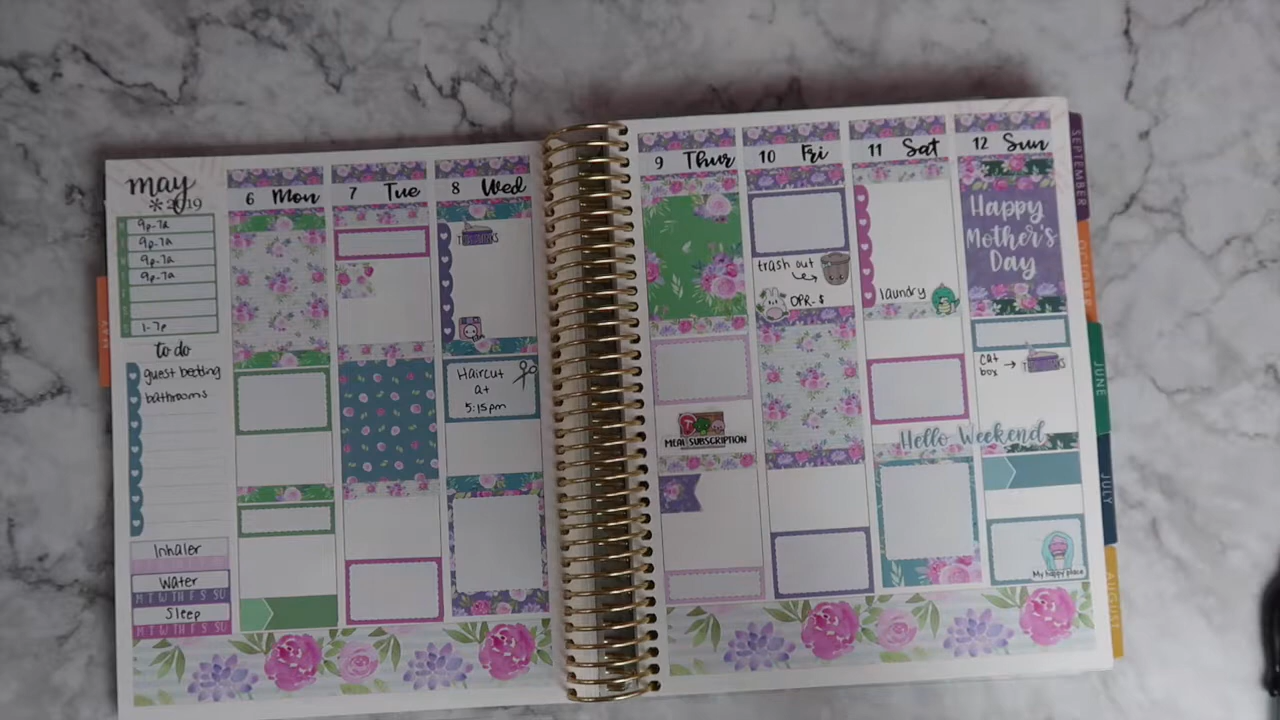 may
* 2019
9p-7a
9p-7a
9p-7a
9p-7a
1-7p
to do
guest bedding
bathrooms
Inhaler
Water
M T W TH F S SU
Sleep
M T W TH F S SU
6 Mon
7 Tue
8 Wed
Haircut
at
5:15pm
9 Thur
MEAL SUBSCRIPTION
10 Fri
trash out
DPR-$
11 Sat
laundry
12 Sun
Happy
Mother's
Day
cat
box
Hello Weekend
My happy place
SEPTEMBER
OCTOBER
JUNE
JULY
AUGUST